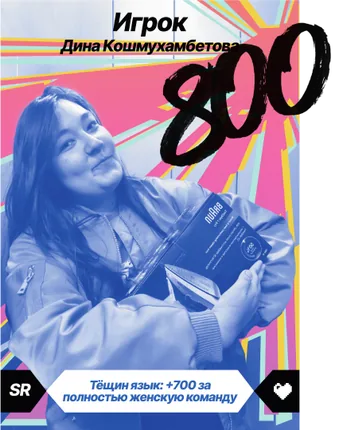 Игрок
Дина Кошмухамбетова
800
SR
Тёщин язык: +700 за
полностью женскую команду